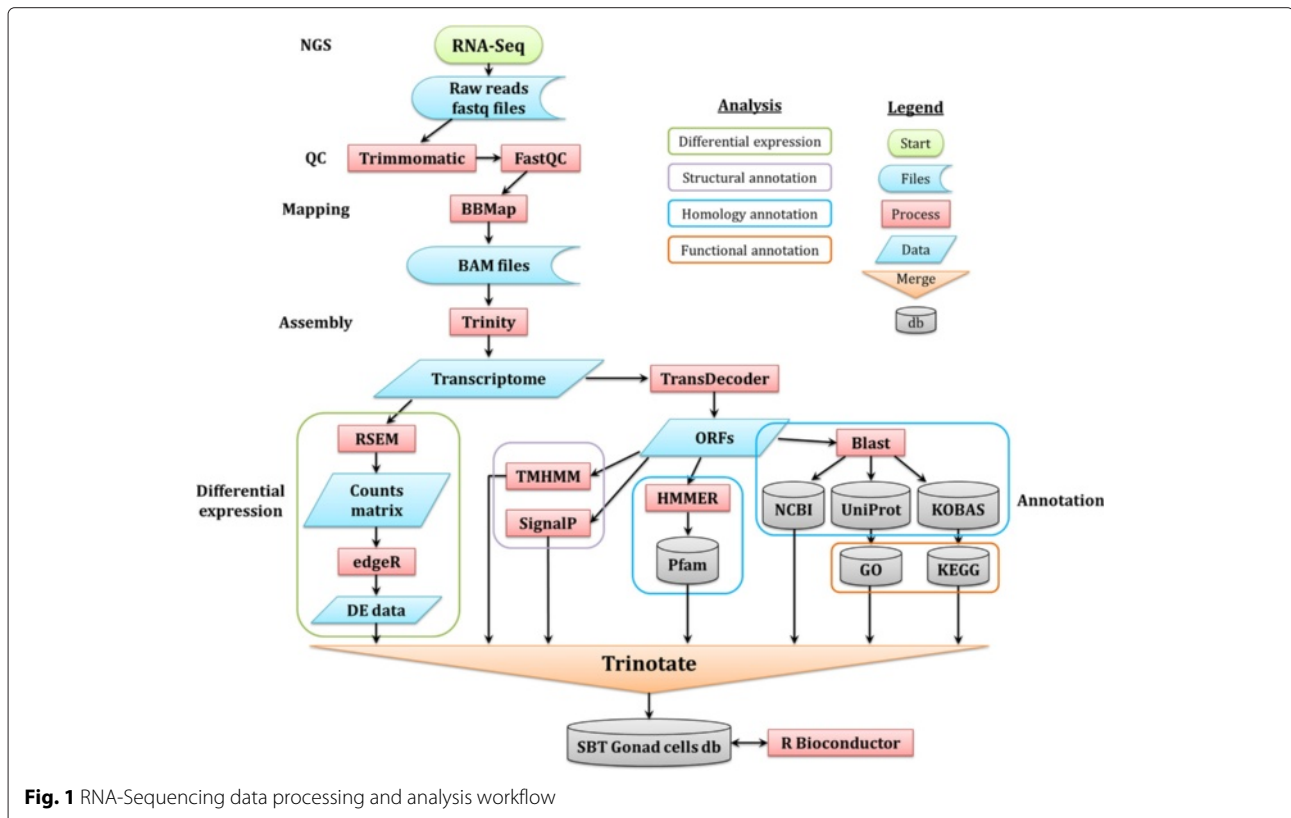 NGS
RNA-Seq
Raw reads
fastq files
QC
Trimmomatic
FastQC
Mapping
BBMap
BAM files
Assembly
Trinity
Transcriptome
TransDecoder
Analysis
Differential expression
Structural annotation
Homology annotation
Functional annotation
Legend
Start
Files
Process
Data
Merge
db
Differential
expression
RSEM
Counts
matrix
edgeR
DE data
ORFs
TMHMM
SignalP
HMMER
Pfam
Blast
NCBI
UniProt
KOBAS
Annotation
GO
KEGG
Trinotate
SBT Gonad cells db
R Bioconductor
Fig. 1 RNA-Sequencing data processing and analysis workflow